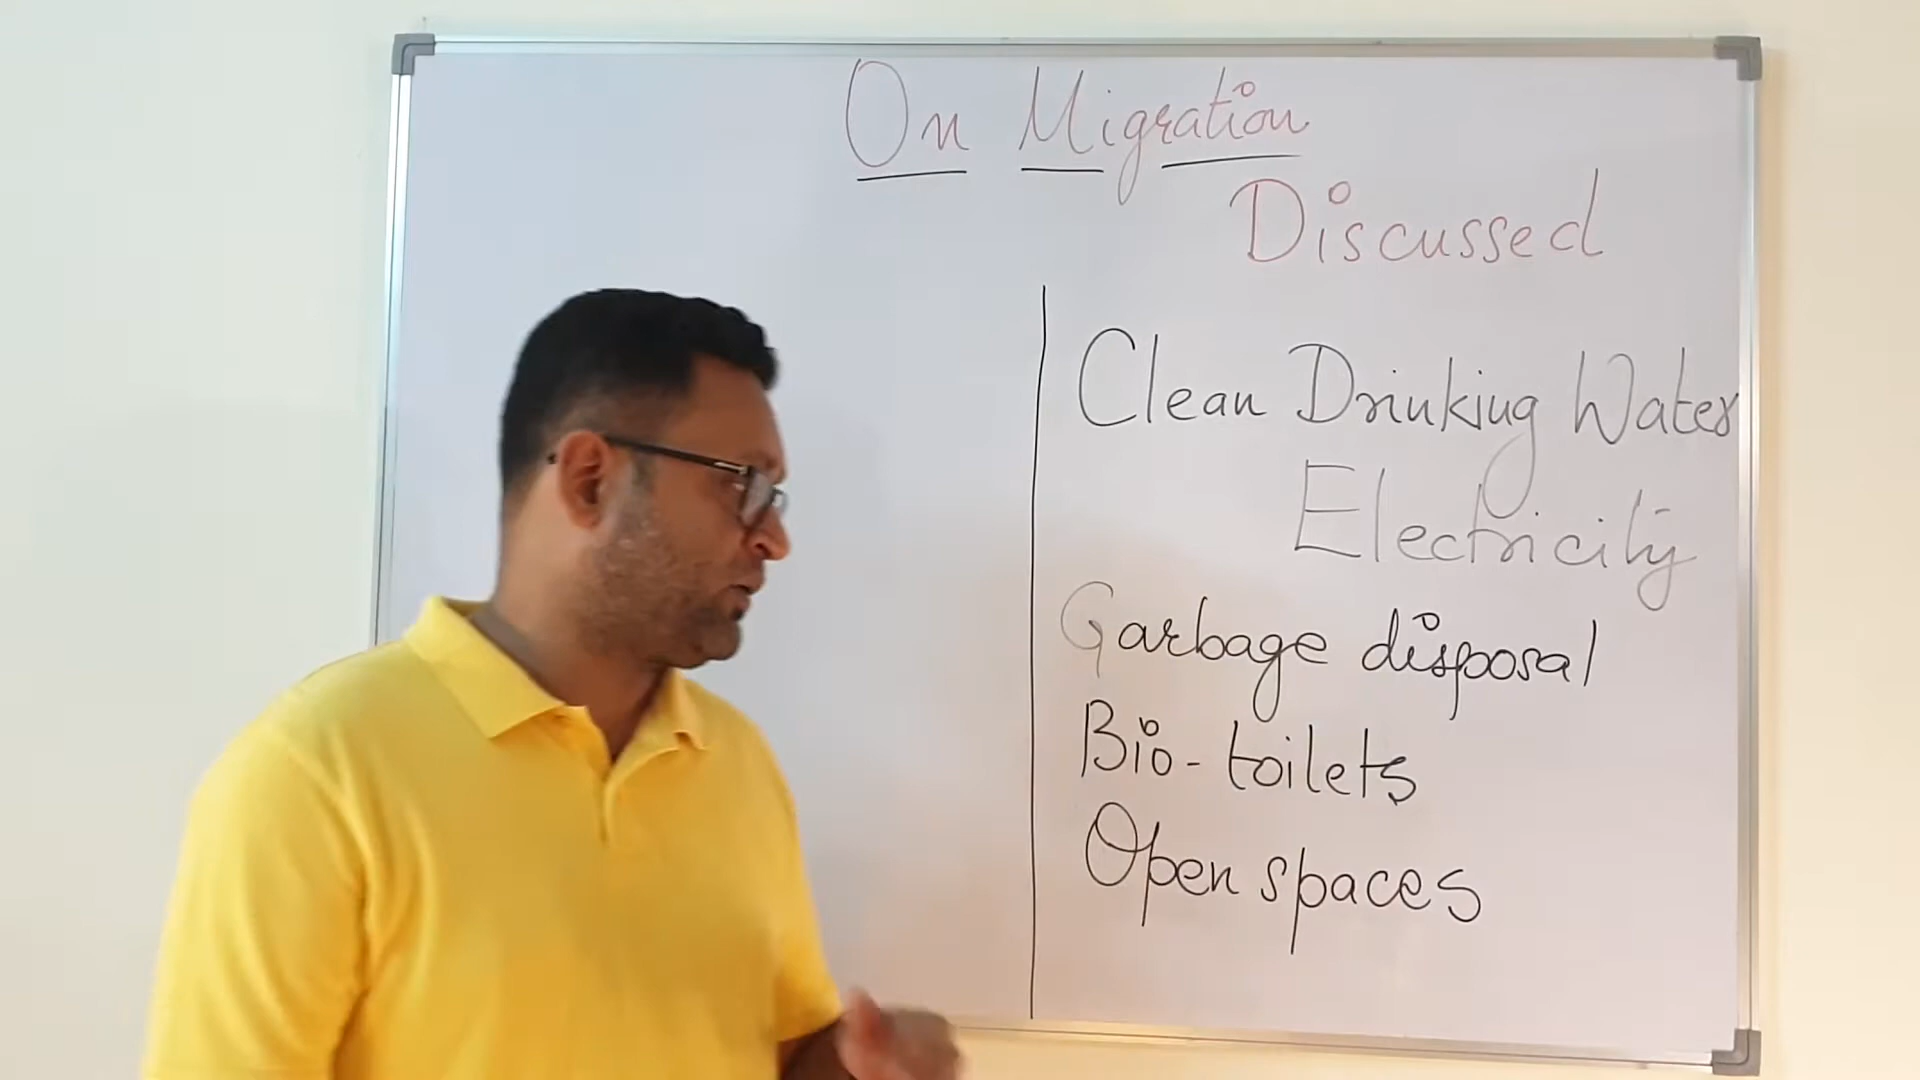 On Migration
Discussed
Clean Drinking Water
Electricity
Garbage disposal
Bio-toilets
Open spaces